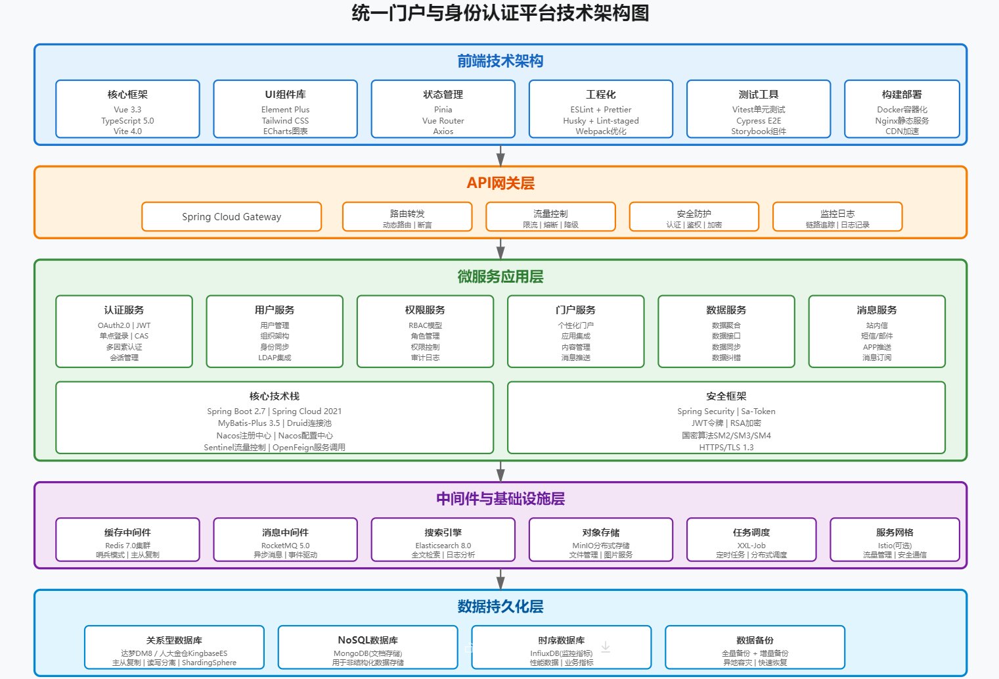 统一门户与身份认证平台技术架构图
前端技术架构
核心框架
Vue 3.3
TypeScript 5.0
Vite 4.0
UI组件库
Element Plus
Tailwind CSS
ECharts图表
状态管理
Pinia
Vue Router
Axios
工程化
ESLint + Prettier
Husky + Lint-staged
Webpack优化
测试工具
Vitest单元测试
Cypress E2E
Storybook组件
构建部署
Docker容器化
Nginx静态服务
CDN加速
API网关层
Spring Cloud Gateway
路由转发
动态路由 | 断言
流量控制
限流 | 熔断 | 降级
安全防护
认证 | 鉴权 | 加密
监控日志
链路追踪 | 日志记录
微服务应用层
认证服务
OAuth2.0 | JWT
单点登录 | CAS
多因素认证
会话管理
用户服务
用户管理
组织架构
身份同步
LDAP集成
权限服务
RBAC模型
角色管理
权限控制
审计日志
门户服务
个性化门户
应用集成
内容管理
消息推送
数据服务
数据聚合
数据接口
数据同步
数据纠错
消息服务
站内信
短信/邮件
APP推送
消息订阅
核心技术栈
Spring Boot 2.7 | Spring Cloud 2021
MyBatis-Plus 3.5 | Druid连接池
Nacos注册中心 | Nacos配置中心
Sentinel流量控制 | OpenFeign服务调用
安全框架
Spring Security | Sa-Token
JWT令牌 | RSA加密
国密算法SM2/SM3/SM4
HTTPS/TLS 1.3
中间件与基础设施层
缓存中间件
Redis 7.0集群
哨兵模式 | 主从复制
消息中间件
RocketMQ 5.0
异步消息 | 事件驱动
搜索引擎
Elasticsearch 8.0
全文检索 | 日志分析
对象存储
MinIO分布式存储
文件管理 | 图片服务
任务调度
XXL-Job
定时任务 | 分布式调度
服务网格
Istio(可选)
流量管理 | 安全通信
数据持久化层
关系型数据库
达梦DM8 / 人大金仓KingbaseES
主从复制 | 读写分离 | ShardingSphere
NoSQL数据库
MongoDB(文档存储)
用于非结构化数据存储
时序数据库
InfluxDB(监控指标)
性能数据 | 业务指标
数据备份
全量备份 + 增量备份
异地容灾 | 快速恢复